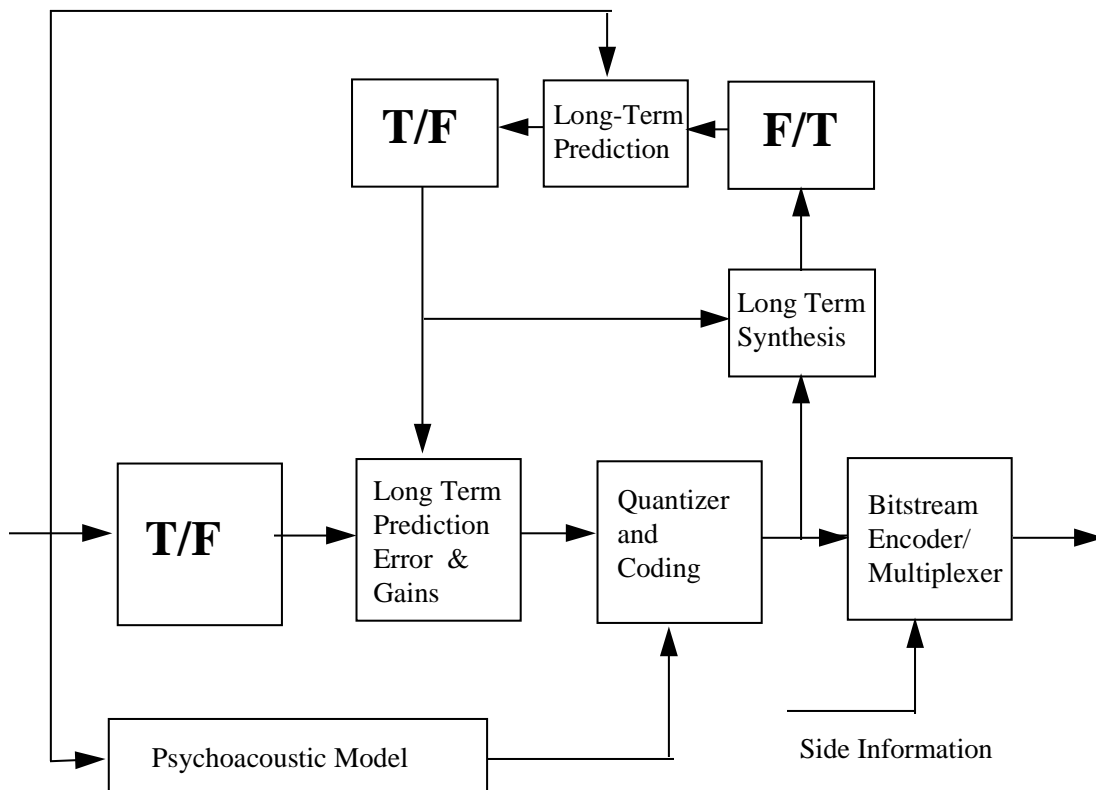 T/F
Long-Term
Prediction
F/T
Long Term
Synthesis
T/F
Long Term
Prediction
Error &
Gains
Quantizer
and
Coding
Bitstream
Encoder/
Multiplexer
Psychoacoustic Model
Side Information